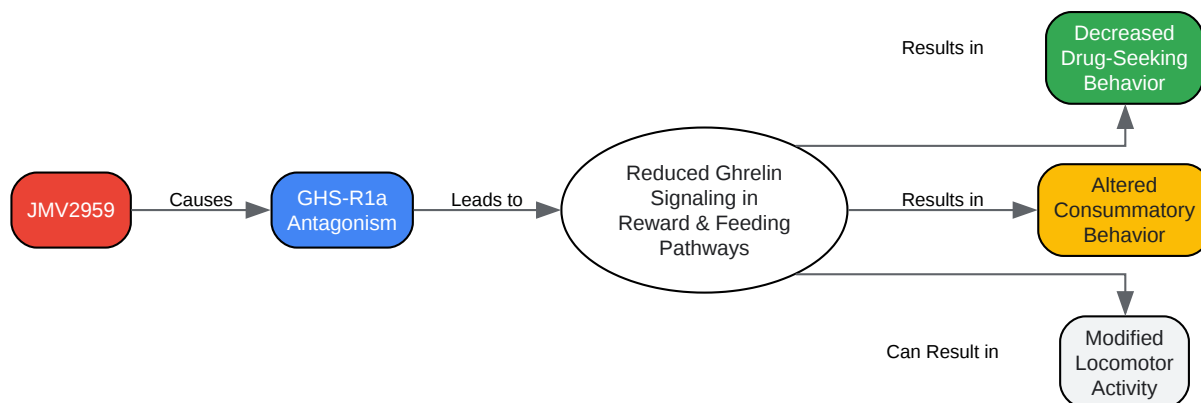 JMV2959
Causes
GHS-R1a
Antagonism
Leads to
Reduced Ghrelin
Signaling in
Reward & Feeding
Pathways
Results in
Decreased
Drug-Seeking
Behavior
Results in
Altered
Consummatory
Behavior
Can Result in
Modified
Locomotor
Activity